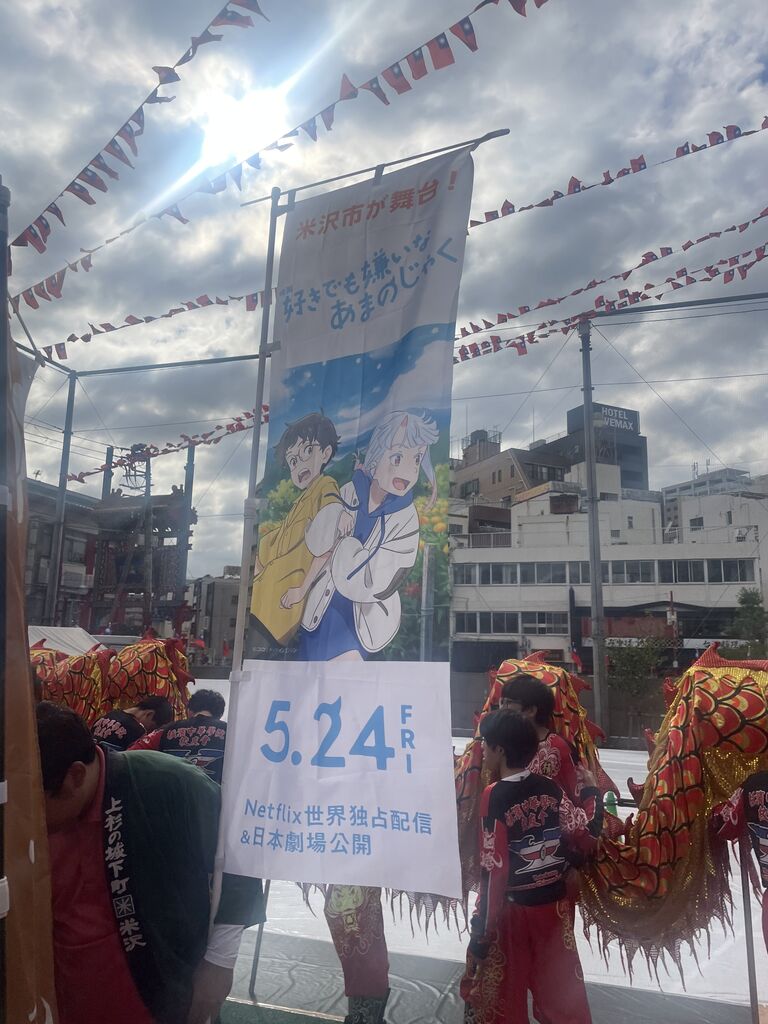 米沢市が舞台！
好きでも嫌いな
あまのじゃく
5.24
FRI
Netflix世界独占配信
&日本劇場公開
HOTEL
上杉の城下町
米沢